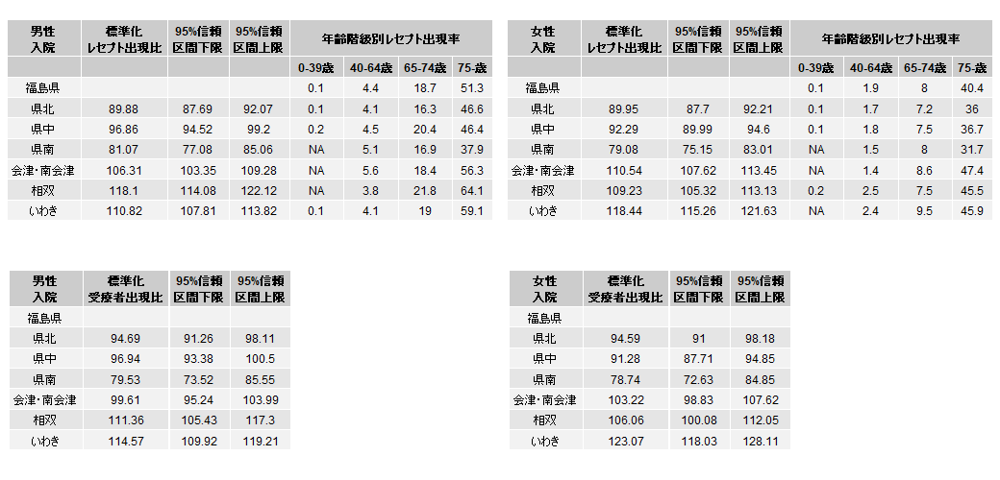 男性 入院 標準化 レセプト出現比 95%信頼 区間下限 95%信頼 区間上限 年齢階級別レセプト出現率
0-39歳 40-64歳 65-74歳 75-歳
福島県 0.1 4.4 18.7 51.3
県北 89.88 87.69 92.07 0.1 4.1 16.3 46.6
県中 96.86 94.52 99.2 0.2 4.5 20.4 46.4
県南 81.07 77.08 85.06 NA 5.1 16.9 37.9
会津・南会津 106.31 103.35 109.28 NA 5.6 18.4 56.3
相双 118.1 114.08 122.12 NA 3.8 21.8 64.1
いわき 110.82 107.81 113.82 0.1 4.1 19 59.1
女性 入院 標準化 レセプト出現比 95%信頼 区間下限 95%信頼 区間上限 年齢階級別レセプト出現率
0-39歳 40-64歳 65-74歳 75-歳
福島県 0.1 1.9 8 40.4
県北 89.95 87.7 92.21 0.1 1.7 7.2 36
県中 92.29 89.99 94.6 0.1 1.8 7.5 36.7
県南 79.08 75.15 83.01 NA 1.5 8 31.7
会津・南会津 110.54 107.62 113.45 NA 1.4 8.6 47.4
相双 109.23 105.32 113.13 0.2 2.5 7.5 45.5
いわき 118.44 115.26 121.63 NA 2.4 9.5 45.9
男性 入院 標準化 受療者出現比 95%信頼 区間下限 95%信頼 区間上限
福島県
県北 94.69 91.26 98.11
県中 96.94 93.38 100.5
県南 79.53 73.52 85.55
会津・南会津 99.61 95.24 103.99
相双 111.36 105.43 117.3
いわき 114.57 109.92 119.21
女性 入院 標準化 受療者出現比 95%信頼 区間下限 95%信頼 区間上限
福島県
県北 94.59 91 98.18
県中 91.28 87.71 94.85
県南 78.74 72.63 84.85
会津・南会津 103.22 98.83 107.62
相双 106.06 100.08 112.05
いわき 123.07 118.03 128.11